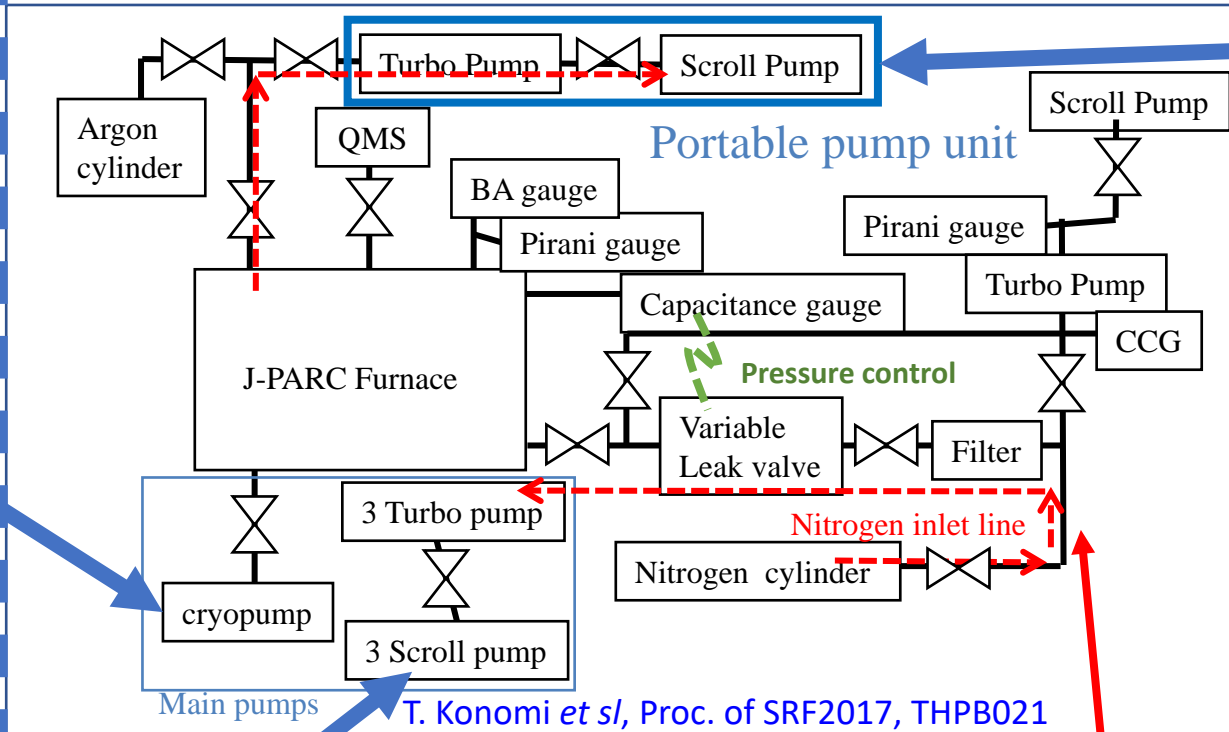 Turbo Pump
Scroll Pump
Scroll Pump
Argon
cylinder
QMS
Portable pump unit
BA gauge
Pirani gauge
Pirani gauge
Turbo Pump
Capacitance gauge
CCG
J-PARC Furnace
Pressure control
Variable
Leak valve
Filter
3 Turbo pump
Nitrogen inlet line
Nitrogen cylinder
cryopump
3 Scroll pump
Main pumps
T. Konomi et sl, Proc. of SRF2017, THPB021